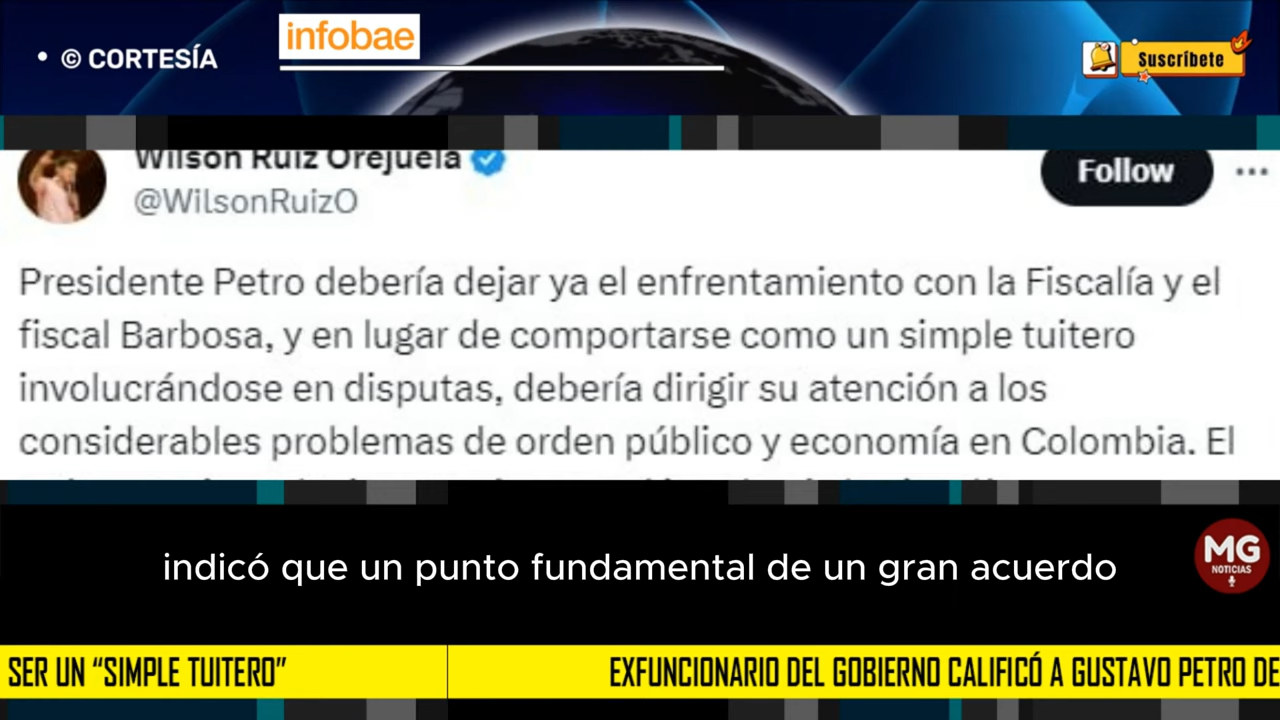 • © CORTESÍA
infobae
Suscríbete
Wilson Ruiz Orejuela
@WilsonRuizO
Follow
Presidente Petro debería dejar ya el enfrentamiento con la Fiscalía y el
fiscal Barbosa, y en lugar de comportarse como un simple tuitero
involucrándose en disputas, debería dirigir su atención a los
considerables problemas de orden público y economía en Colombia. El
indicó que un punto fundamental de un gran acuerdo
MG
NOTICIAS
SER UN “SIMPLE TUITERO”
EXFUNCIONARIO DEL GOBIERNO CALIFICÓ A GUSTAVO PETRO DE